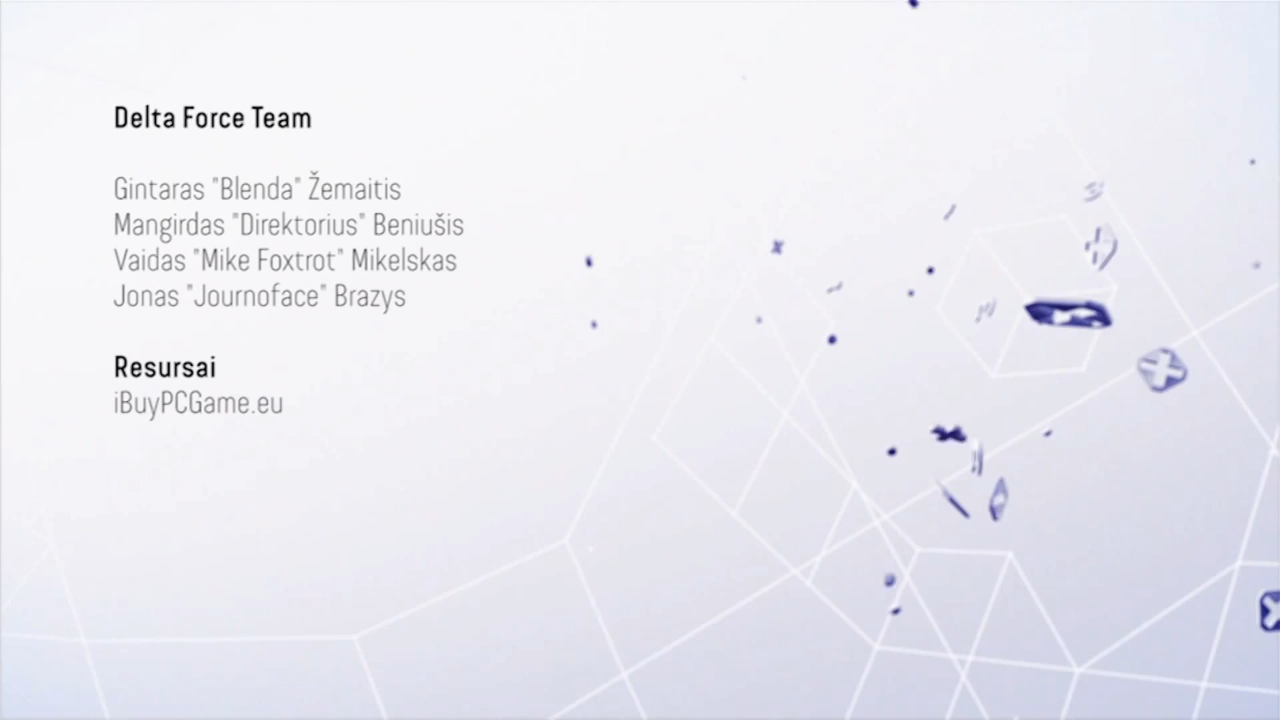 Delta Force Team
Gintaras "Blenda" Žemaitis
Mangirdas "Direktorius" Beniušis
Vaidas "Mike Foxtrot" Mikelskas
Jonas "Journoface" Brazys
Resursai
iBuyPCGame.eu